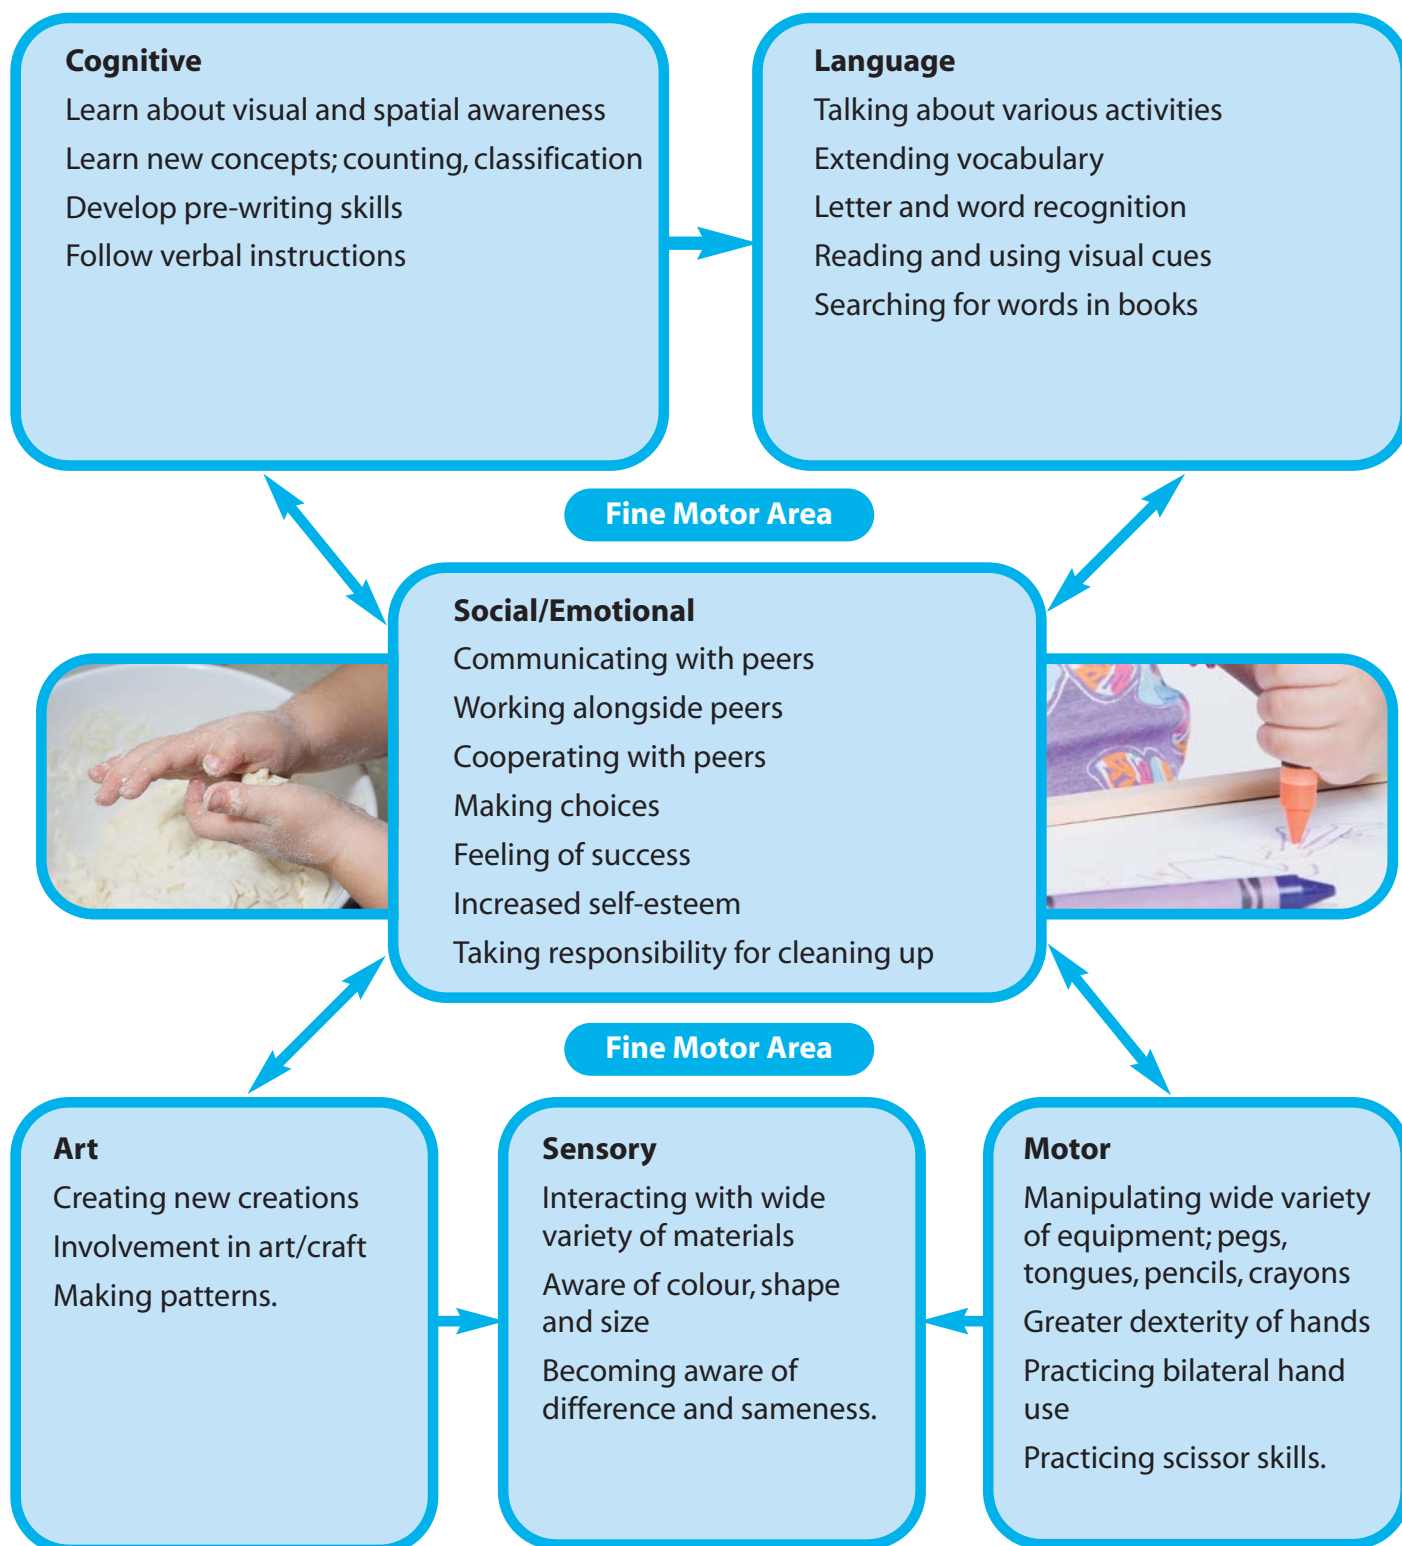 Cognitive
Learn about visual and spatial awareness
Learn new concepts; counting, classification
Develop pre-writing skills
Follow verbal instructions
Language
Talking about various activities
Extending vocabulary
Letter and word recognition
Reading and using visual cues
Searching for words in books
Fine Motor Area
Social/Emotional
Communicating with peers
Working alongside peers
Cooperating with peers
Making choices
Feeling of success
Increased self-esteem
Taking responsibility for cleaning up
Fine Motor Area
Art
Creating new creations
Involvement in art/craft
Making patterns.
Sensory
Interacting with wide
variety of materials
Aware of colour, shape
and size
Becoming aware of
difference and sameness.
Motor
Manipulating wide variety
of equipment; pegs,
tongues, pencils, crayons
Greater dexterity of hands
Practicing bilateral hand
use
Practicing scissor skills.